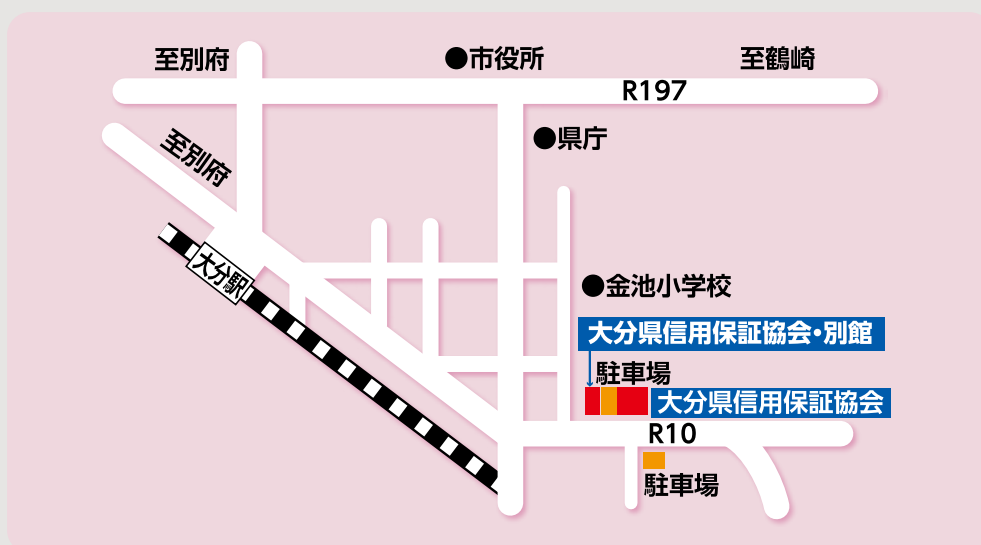 至別府
●市役所
至鶴崎
R197
●県庁
至別府
大分駅
●金池小学校
大分県信用保証協会・別館
駐車場
大分県信用保証協会
R10
駐車場